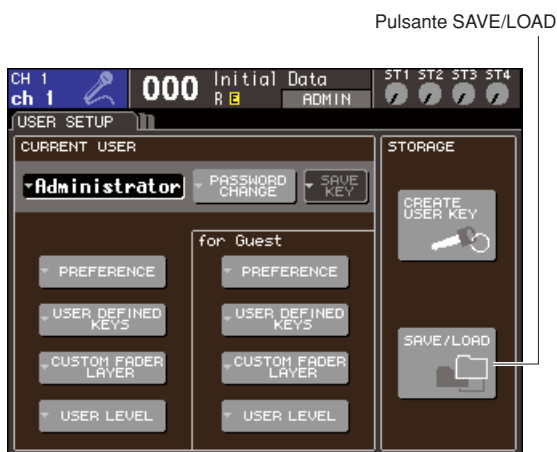 Pulsante SAVE/LOAD
CH 1
ch 1
000
Initial Data
R E ADMIN
ST1 ST2 ST3 ST4
USER SETUP
CURRENT USER
Administrator
PASSWORD CHANGE
SAVE KEY
for Guest
PREFERENCE
PREFERENCE
USER DEFINED KEYS
USER DEFINED KEYS
CUSTOM FADER LAYER
CUSTOM FADER LAYER
USER LEVEL
USER LEVEL
STORAGE
CREATE USER KEY
SAVE/LOAD